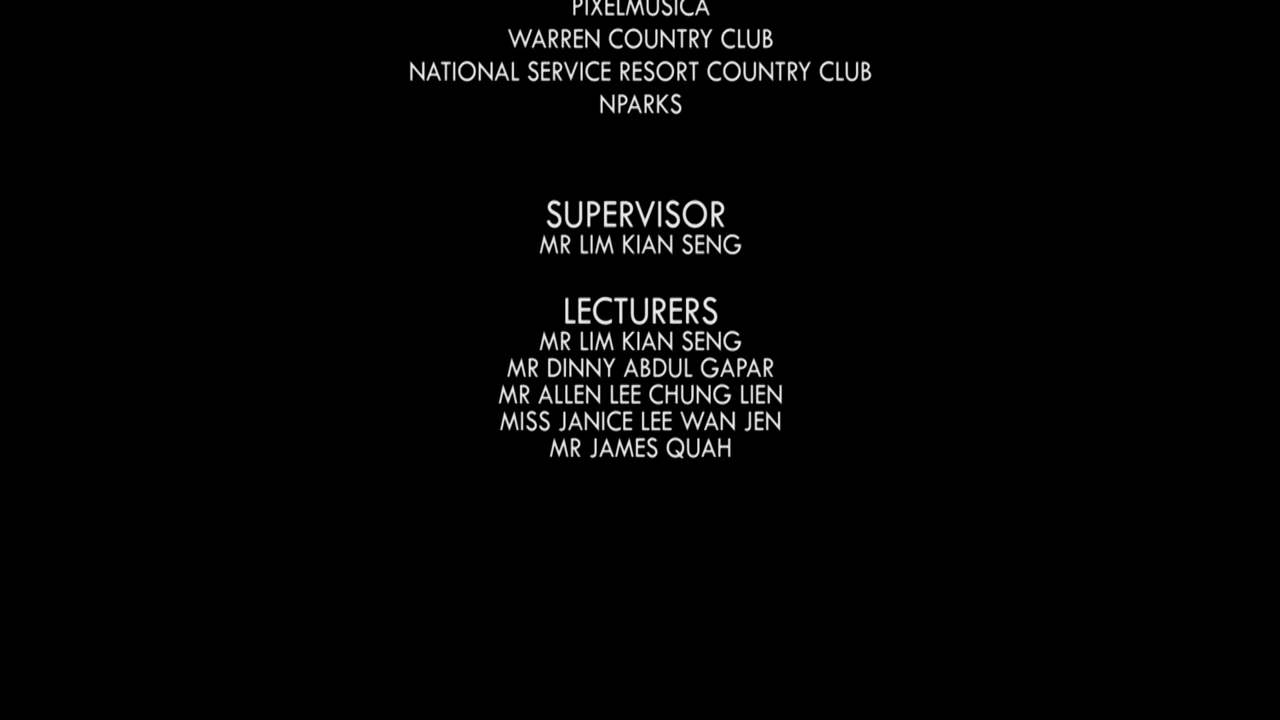 PIXELMUSICA
WARREN COUNTRY CLUB
NATIONAL SERVICE RESORT COUNTRY CLUB
NPARKS
SUPERVISOR
MR LIM KIAN SENG
LECTURERS
MR LIM KIAN SENG
MR DINNY ABDUL GAPAR
MR ALLEN LEE CHUNG LIEN
MISS JANICE LEE WAN JEN
MR JAMES QUAH